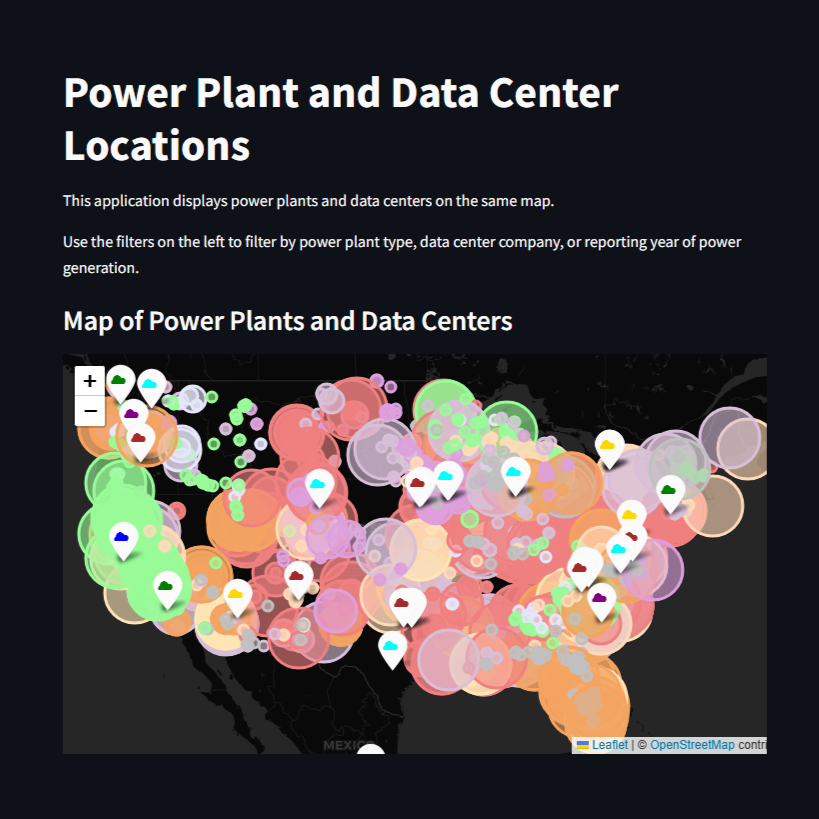 Power Plant and Data Center
Locations
This application displays power plants and data centers on the same map.
Use the filters on the left to filter by power plant type, data center company, or reporting year of power
generation.
Map of Power Plants and Data Centers
+
−
MEXICO
Leaflet | © OpenStreetMap contri